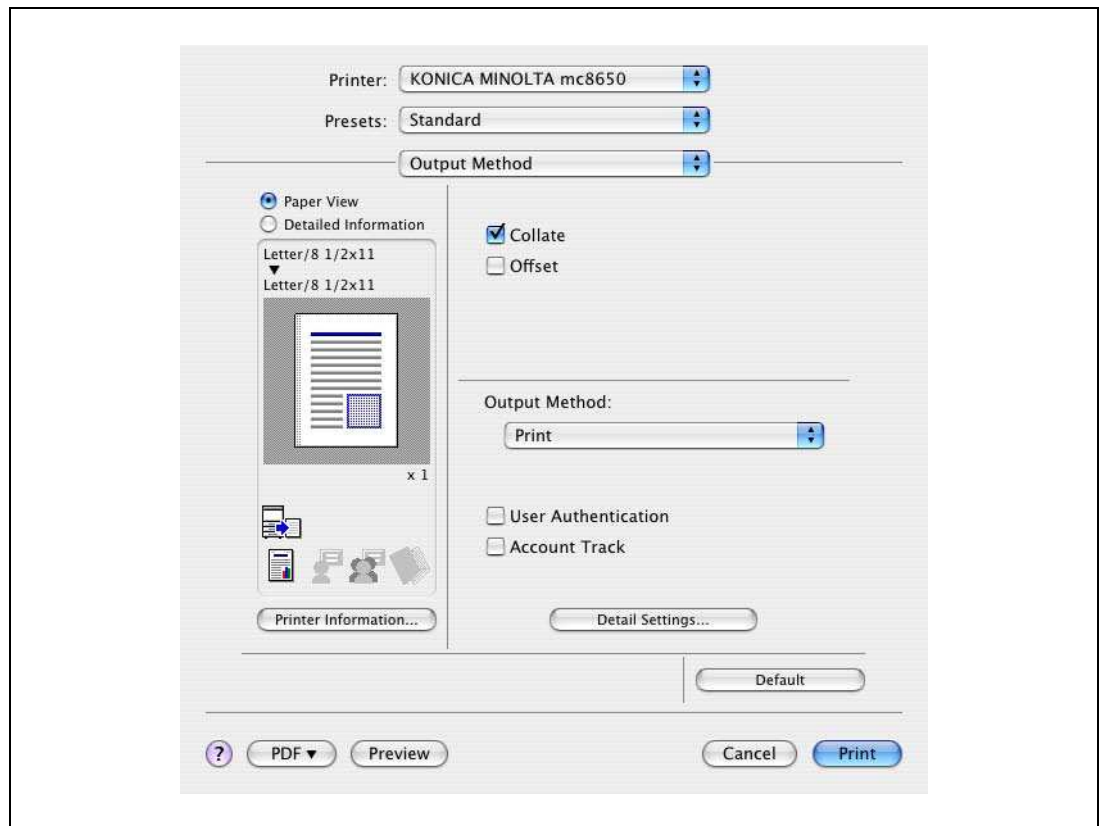 Printer: KONICA MINOLTA mc8650
Presets: Standard
Output Method
Paper View
Detailed Information
Letter/8 1/2x11
Letter/8 1/2x11
x 1
Printer Information...
Collate
Offset
Output Method:
Print
User Authentication
Account Track
Detail Settings...
Default
? PDF ▼ Preview Cancel Print